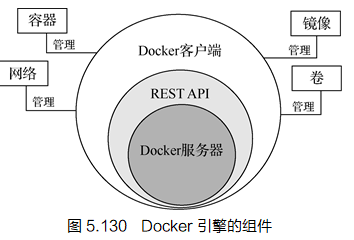 容器
镜像
管理
Docker客户端
管理
网络
卷
管理
REST API
管理
Docker服务器
图 5.130 Docker 引擎的组件